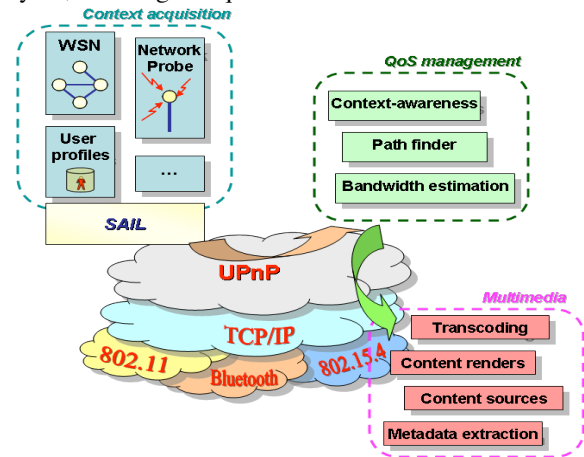 Context acquisition
WSN
Network
Probe
User
profiles
...
SAIL
QoS management
Context-awareness
Path finder
Bandwidth estimation
UPnP
TCP/IP
802.11
Bluetooth
802.15.4
Multimedia
Transcoding
Content renders
Content sources
Metadata extraction